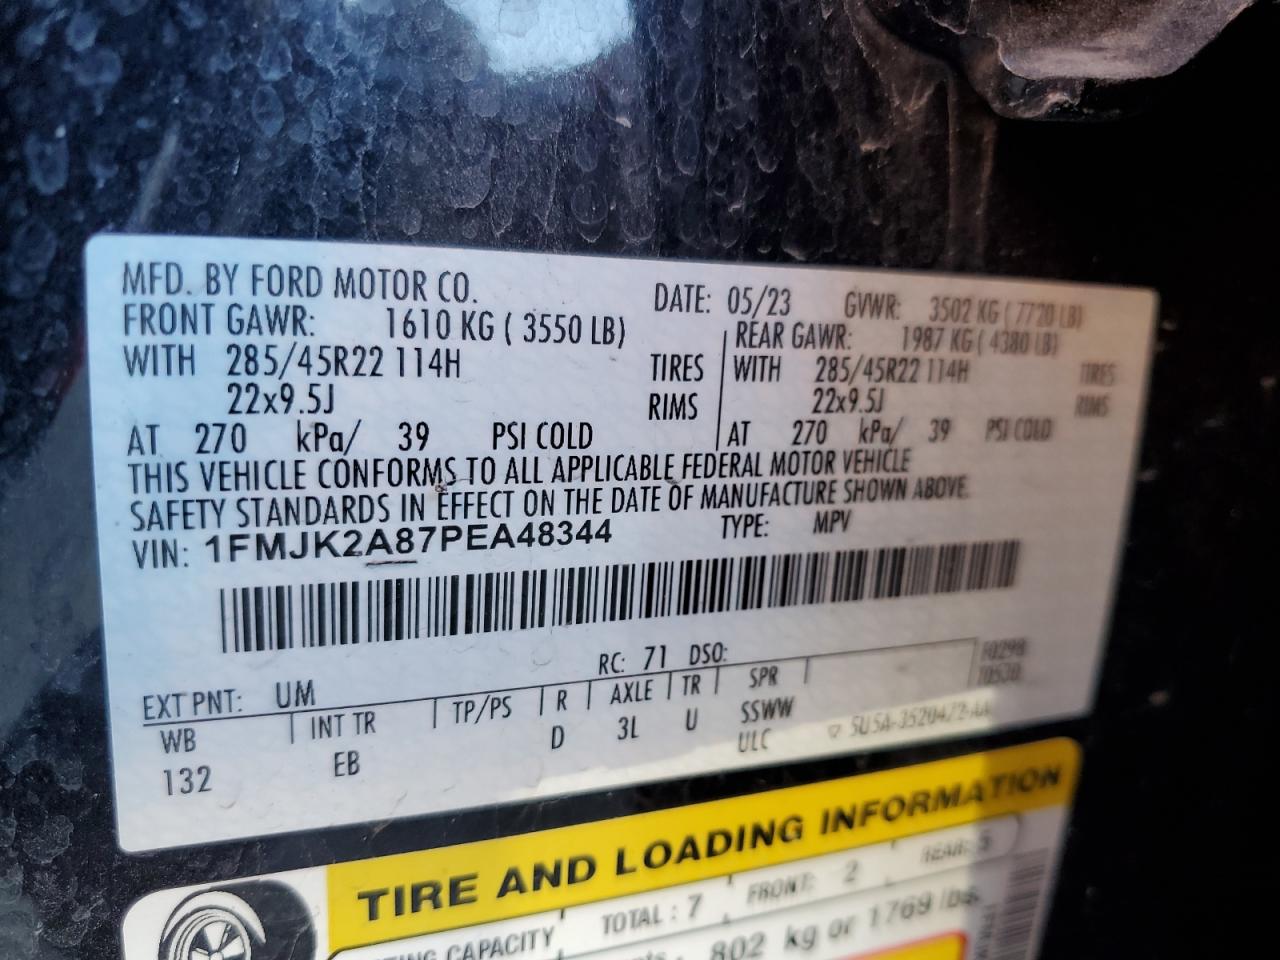 MFD. BY FORD MOTOR CO. DATE: 05/23 GVWR: 3502 KG ( 7720 LB)
FRONT GAWR: 1610 KG ( 3550 LB) REAR GAWR: 1987 KG ( 4380 LB)
WITH 285/45R22 114H TIRES WITH 285/45R22 114H TIRES
22x9.5J RIMS 22x9.5J RIMS
AT 270 kPa/ 39 PSI COLD AT 270 kPa/ 39 PSI COLD
THIS VEHICLE CONFORMS TO ALL APPLICABLE FEDERAL MOTOR VEHICLE
SAFETY STANDARDS IN EFFECT ON THE DATE OF MANUFACTURE SHOWN ABOVE.
VIN: 1FMJK2A87PEA48344 TYPE: MPV
EXT PNT: UM RC: 71 DSO: F0298
WB INT TR TP/PS R AXLE TR SPR T0530
132 EB D 3L U SSWW
ULC
TIRE AND LOADING INFORMATION
CAPACITY TOTAL : 7 FRONT: 2 REAR: 5
802 kg or 1769 lbs.